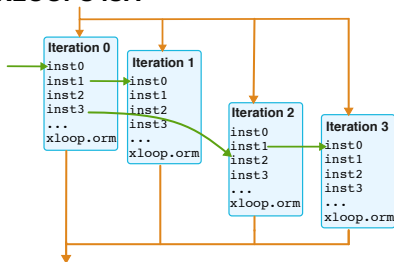 Iteration 0
inst0
inst1
inst2
inst3
...
xloop.orm
Iteration 1
inst0
inst1
inst2
inst3
...
xloop.orm
Iteration 2
inst0
inst1
inst2
inst3
...
xloop.orm
Iteration 3
inst0
inst1
inst2
inst3
...
xloop.orm